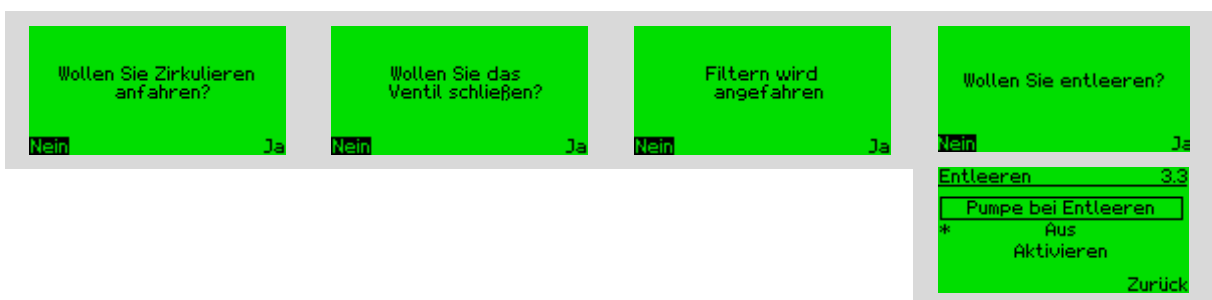 Wollen Sie Zirkulieren
anfahren?
Nein Ja
Wollen Sie das
Ventil schließen?
Nein Ja
Filtern wird
angefahren
Nein Ja
Wollen Sie entleeren?
Nein Ja
Entleeren 3.3
Pumpe bei Entleeren
* Aus
Aktivieren
Zurück